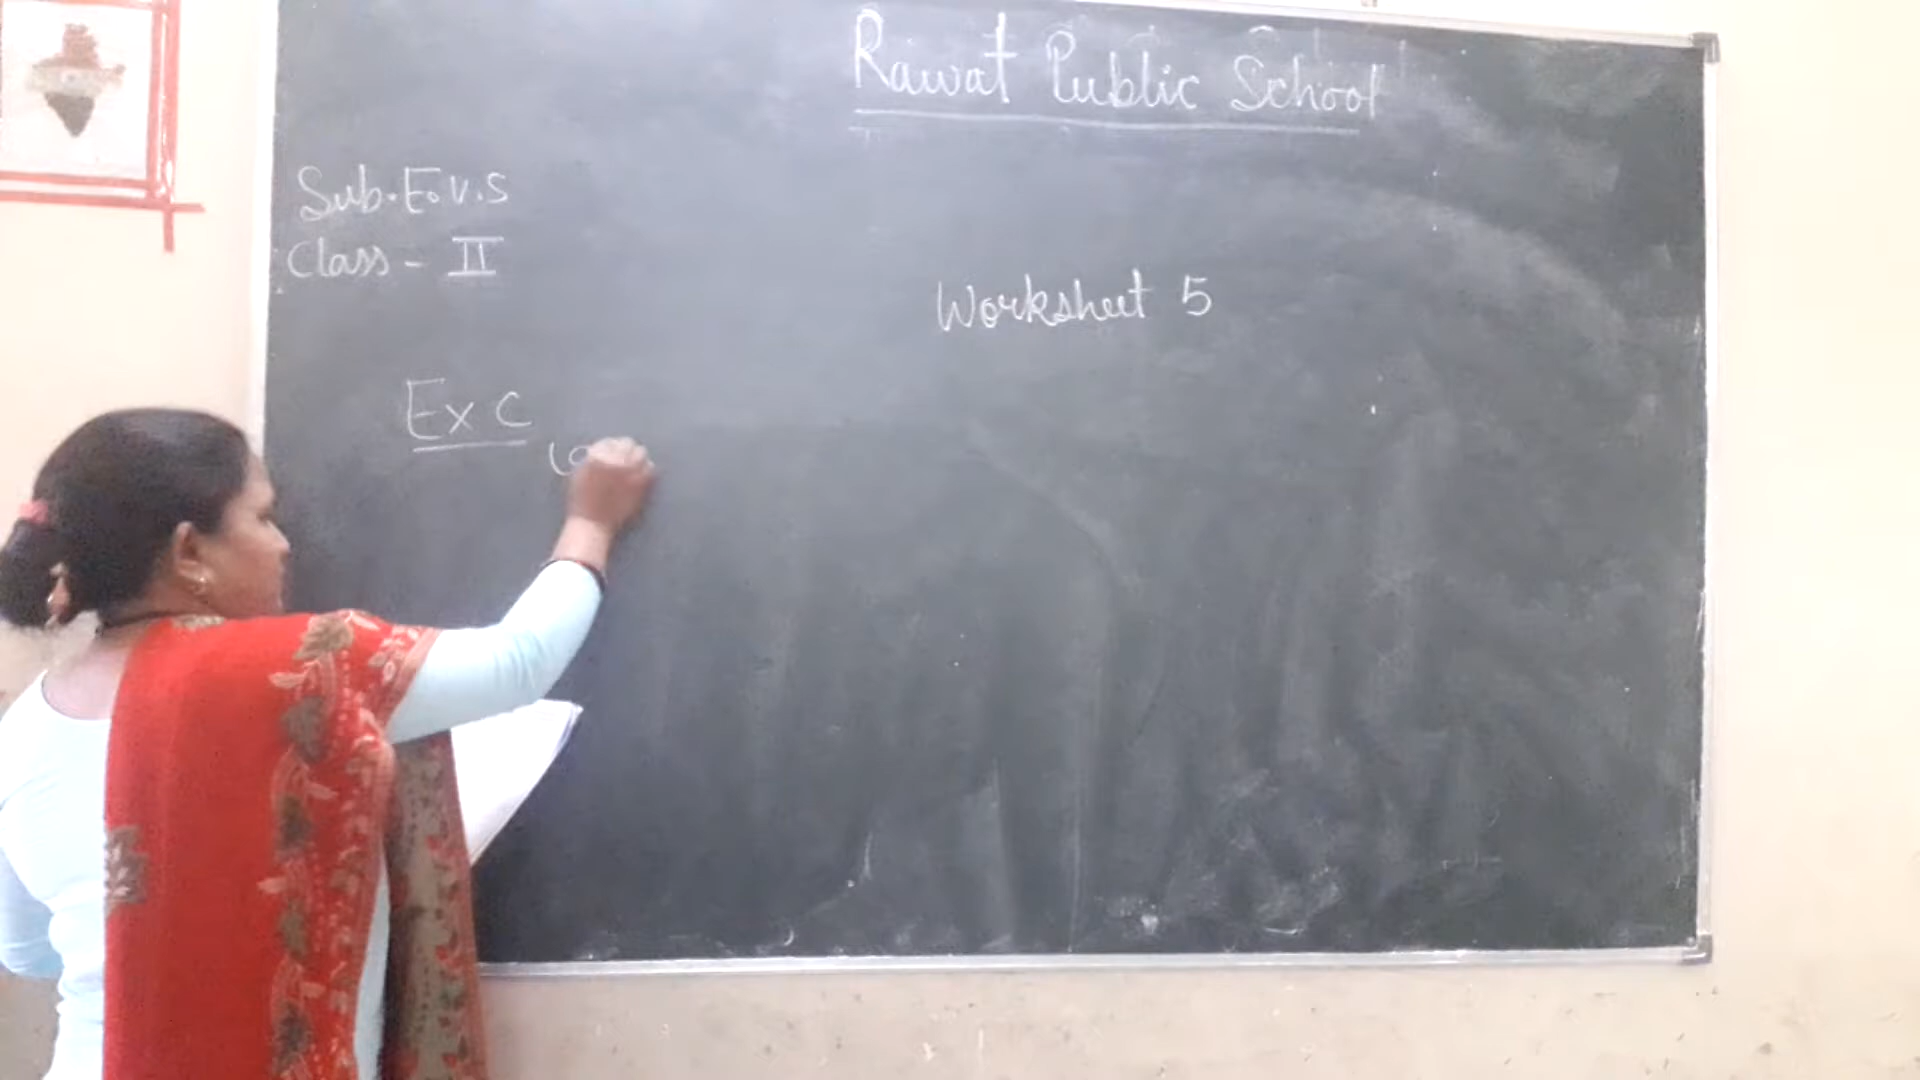 Rawat Public School
Sub. E.V.S
Class - II
Worksheet 5
Ex C